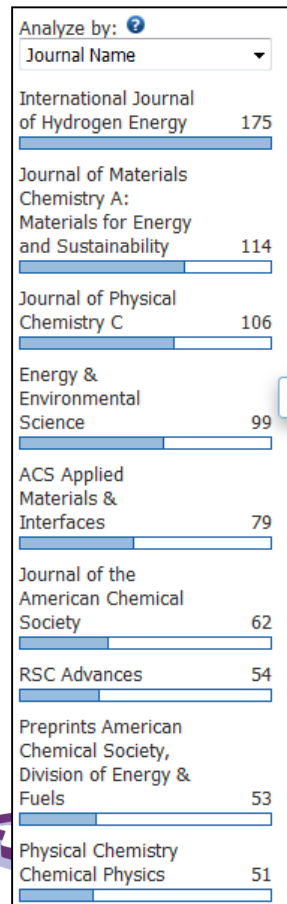 Analyze by: ?
Journal Name
International Journal
of Hydrogen Energy 175
Journal of Materials
Chemistry A:
Materials for Energy
and Sustainability 114
Journal of Physical
Chemistry C 106
Energy &
Environmental
Science 99
ACS Applied
Materials &
Interfaces 79
Journal of the
American Chemical
Society 62
RSC Advances 54
Preprints American
Chemical Society,
Division of Energy &
Fuels 53
Physical Chemistry
Chemical Physics 51